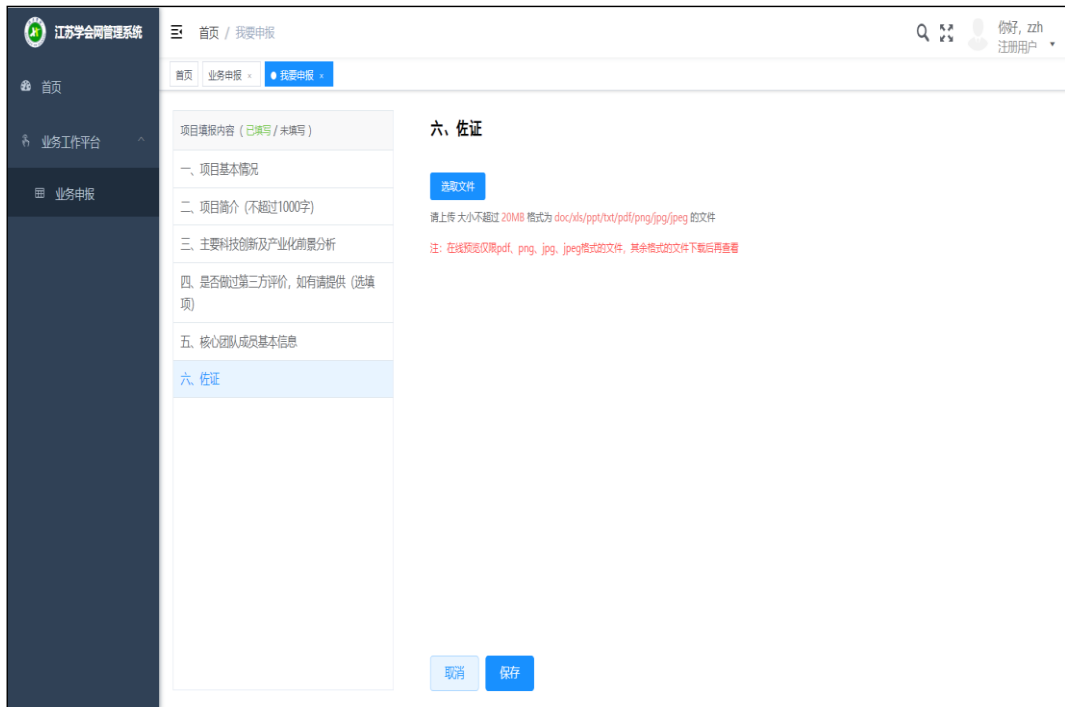 江苏学会网管理系统
首页 / 我要申报
你好，zzh
注册用户
首页
业务申报 ×
我要申报 ×
首页
业务工作平台
业务申报
项目填报内容（已填写 / 未填写）
一、项目基本情况
二、项目简介（不超过1000字）
三、主要科技创新及产业化前景分析
四、是否做过第三方评价，如有请提供（选填
项）
五、核心团队成员基本信息
六、佐证
六、佐证
选取文件
请上传 大小不超过 20MB 格式为 doc/xls/ppt/txt/pdf/png/jpg/jpeg 的文件
注：在线预览仅限pdf、png、jpg、jpeg格式的文件，其余格式的文件下载后再查看
取消
保存